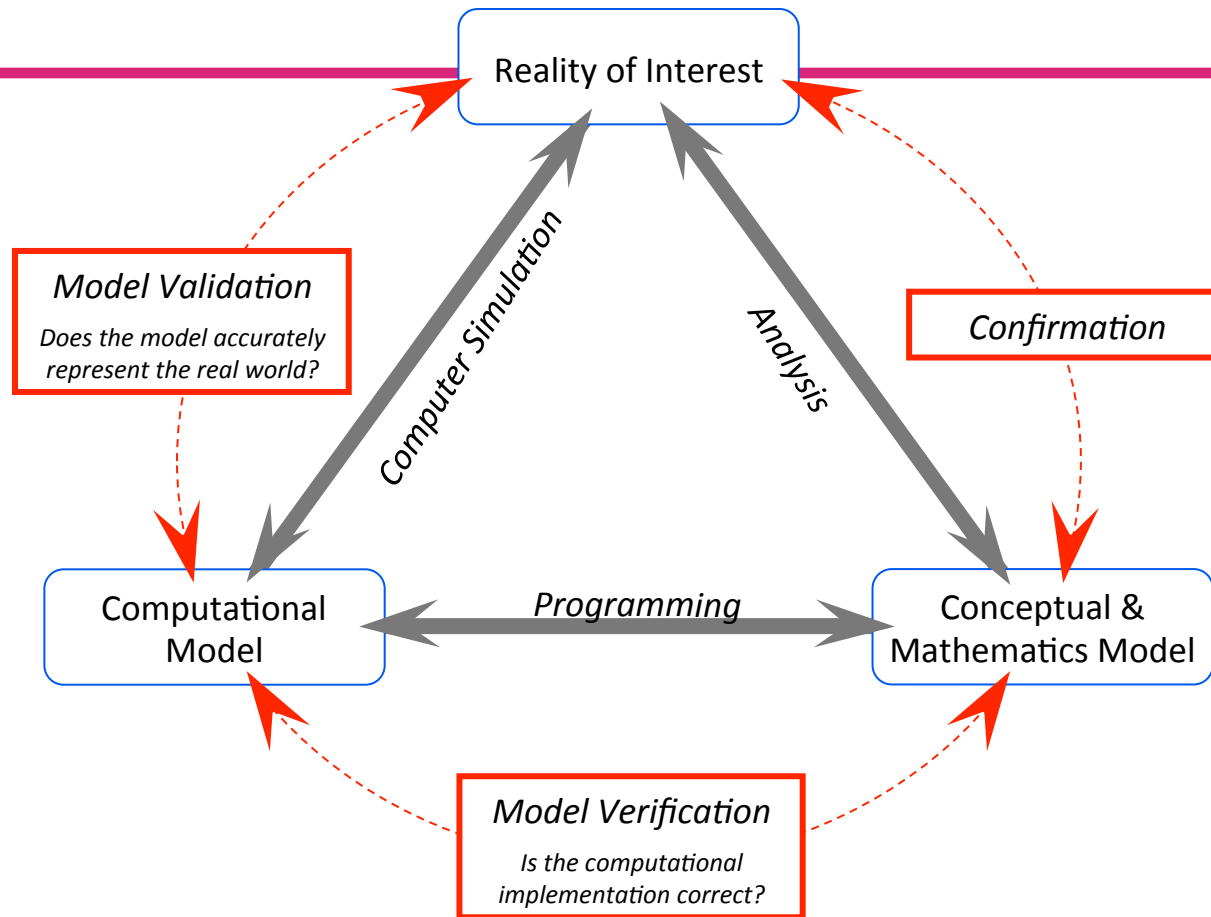 Reality of Interest
Model Validation
Does the model accurately
represent the real world?
Computer Simulation
Analysis
Confirmation
Computational
Model
Programming
Conceptual &
Mathematics Model
Model Verification
Is the computational
implementation correct?